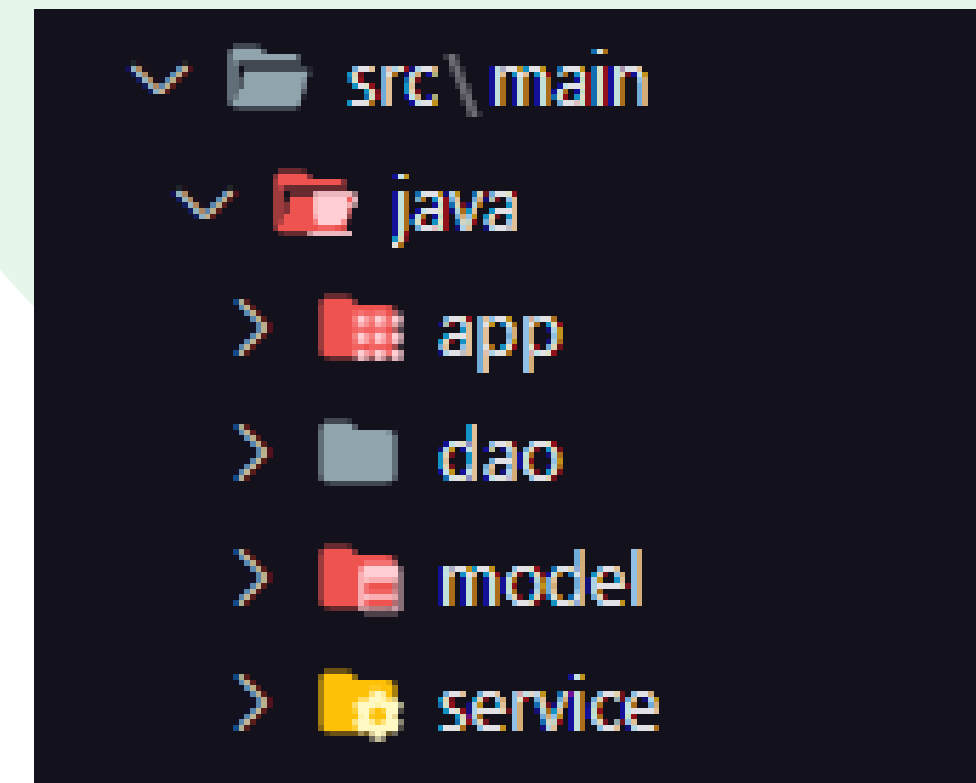 src\main
java
app
dao
model
service